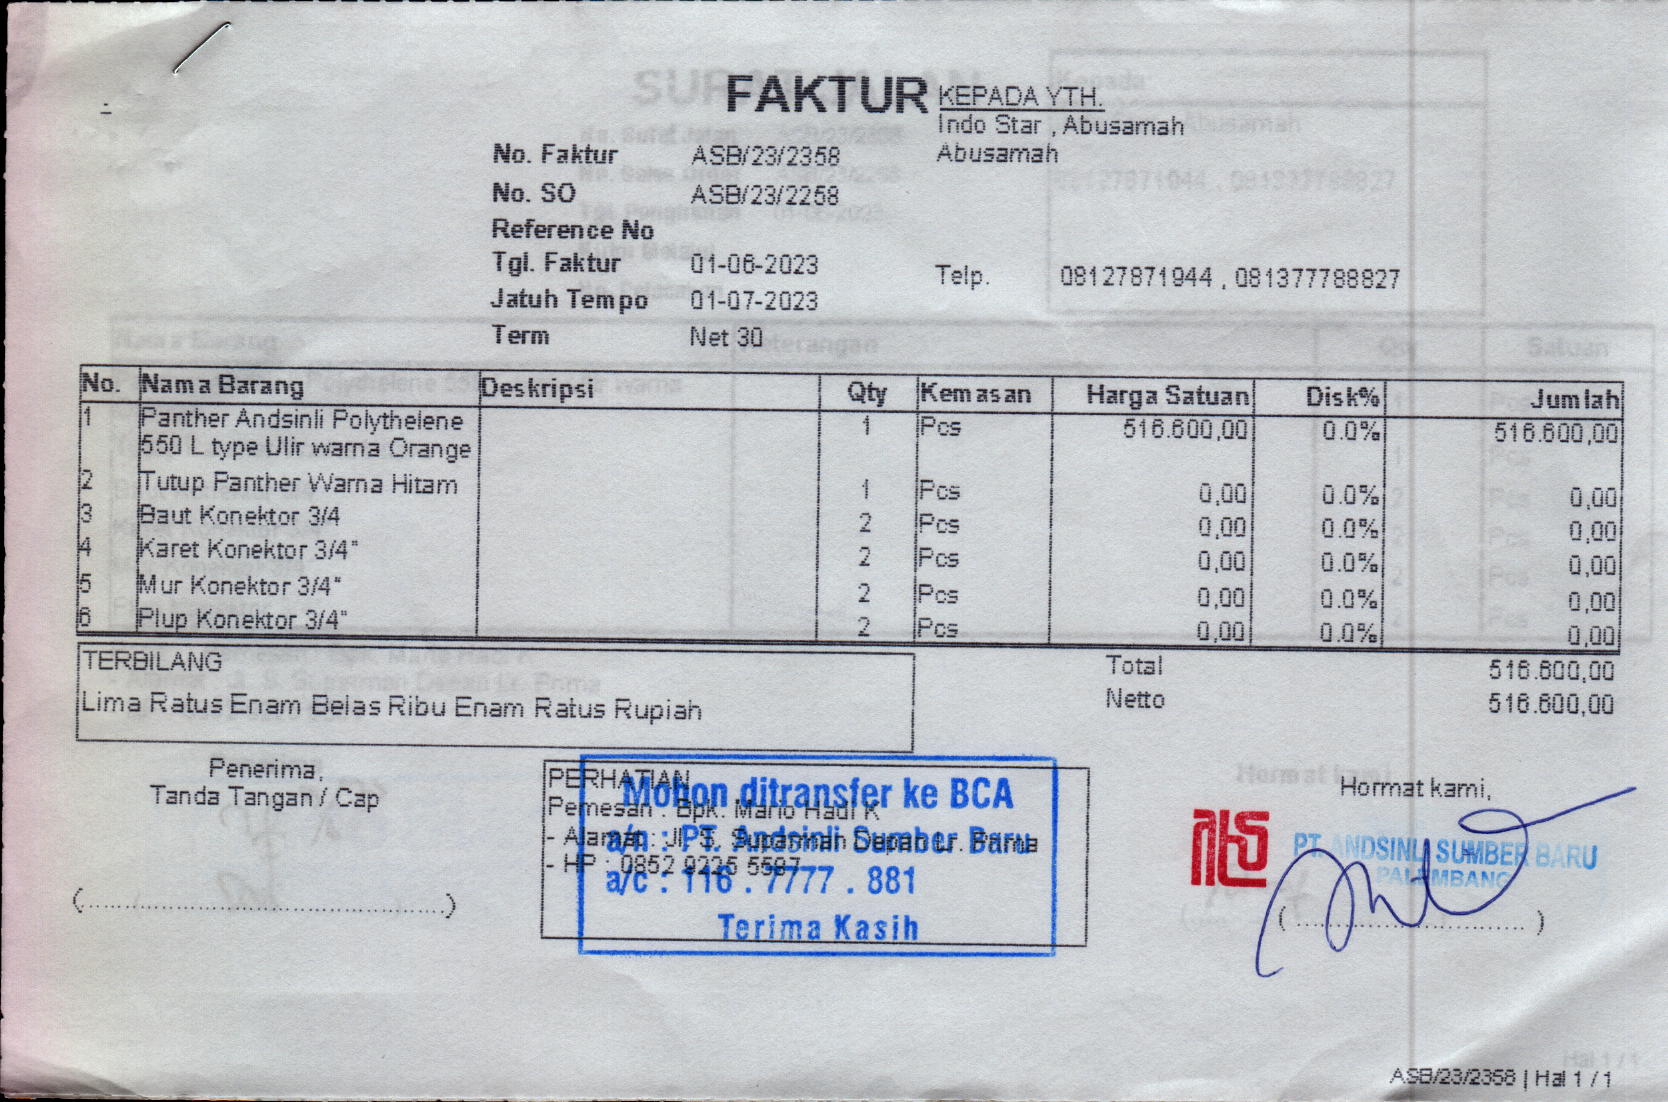 FAKTUR
KEPADA YTH.
Indo Star , Abusamah
Abusamah
No. Faktur ASB/23/2358
No. SO ASB/23/2258
Reference No
Tgl. Faktur 01-06-2023
Jatuh Tempo 01-07-2023
Term Net 30
Telp. 08127871944 , 081377788827
No. Nama Barang Deskripsi Qty Kemasan Harga Satuan Disk% Jumlah
1 Panther Andsinli Polythelene 1 Pcs 516.600,00 0.0% 516.600,00
550 L type Ulir warna Orange
2 Tutup Panther Warna Hitam 1 Pcs 0,00 0.0% 0,00
3 Baut Konektor 3/4 2 Pcs 0,00 0.0% 0,00
4 Karet Konektor 3/4" 2 Pcs 0,00 0.0% 0,00
5 Mur Konektor 3/4" 2 Pcs 0,00 0.0% 0,00
6 Plup Konektor 3/4" 2 Pcs 0,00 0.0% 0,00
Total 516.600,00
Netto 516.600,00
TERBILANG
Lima Ratus Enam Belas Ribu Enam Ratus Rupiah
Penerima,
Tanda Tangan / Cap
(........................................)
PERHATIAN
Pemesan : Bpk. Mario Hadi K
- Alamat : Jl. S. Suparman Depan Lr. Prima
- HP : 0852 9225 5597
Mohon ditransfer ke BCA
a/n : PT. Andsinli Sumber Baru
a/c : 116 . 7777 . 881
Terima Kasih
Hormat kami,
PT. ANDSINLI SUMBER BARU
PALEMBANG
(..............................)
ASB/23/2358 | Hal 1 / 1